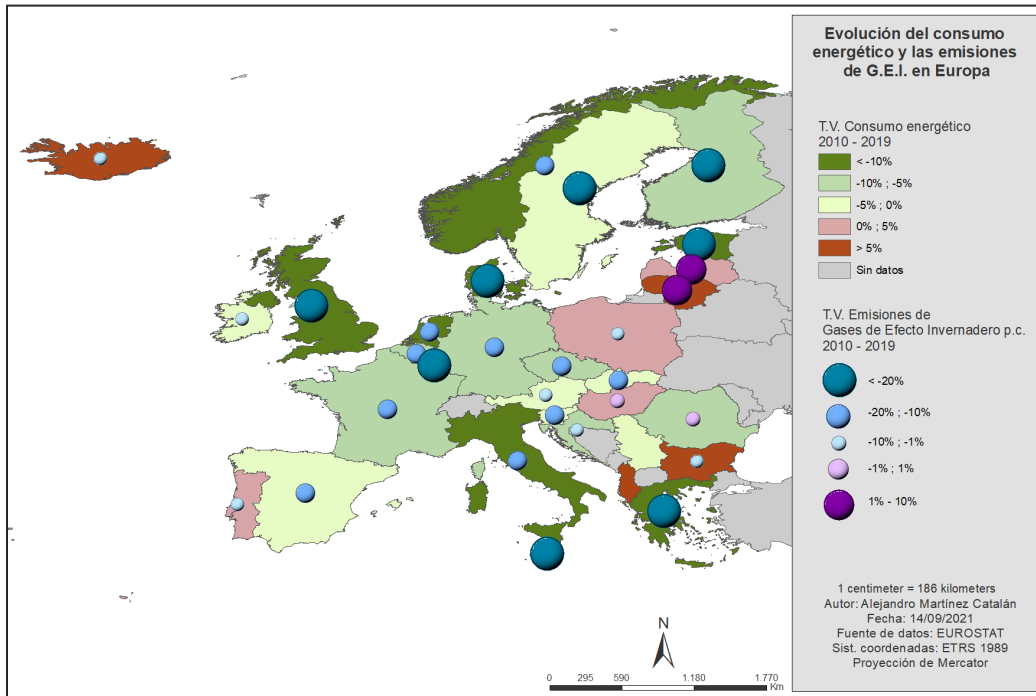 Evolución del consumo
energético y las emisiones
de G.E.I. en Europa
T.V. Consumo energético
2010 - 2019
< -10%
-10% ; -5%
-5% ; 0%
0% ; 5%
> 5%
Sin datos
T.V. Emisiones de
Gases de Efecto Invernadero p.c.
2010 - 2019
< -20%
-20% ; -10%
-10% ; -1%
-1% ; 1%
1% - 10%
1 centimeter = 186 kilometers
Autor: Alejandro Martínez Catalán
Fecha: 14/09/2021
Fuente de datos: EUROSTAT
Sist. coordenadas: ETRS 1989
Proyección de Mercator
N
0 295 590 1.180 1.770
Km